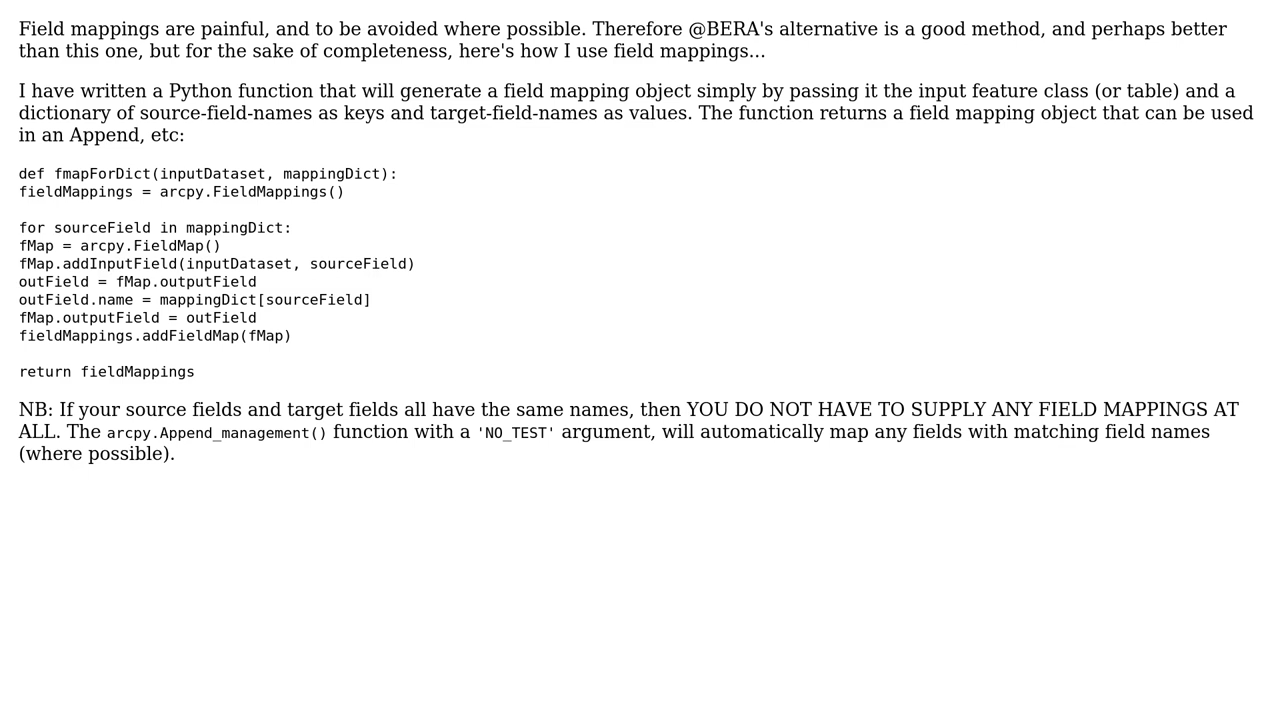 Field mappings are painful, and to be avoided where possible. Therefore @BERA's alternative is a good method, and perhaps better
than this one, but for the sake of completeness, here's how I use field mappings...
I have written a Python function that will generate a field mapping object simply by passing it the input feature class (or table) and a
dictionary of source-field-names as keys and target-field-names as values. The function returns a field mapping object that can be used
in an Append, etc:
def fmapForDict(inputDataset, mappingDict):
fieldMappings = arcpy.FieldMappings()
for sourceField in mappingDict:
fMap = arcpy.FieldMap()
fMap.addInputField(inputDataset, sourceField)
outField = fMap.outputField
outField.name = mappingDict[sourceField]
fMap.outputField = outField
fieldMappings.addFieldMap(fMap)
return fieldMappings
NB: If your source fields and target fields all have the same names, then YOU DO NOT HAVE TO SUPPLY ANY FIELD MAPPINGS AT
ALL. The arcpy.Append_management() function with a 'NO_TEST' argument, will automatically map any fields with matching field names
(where possible).